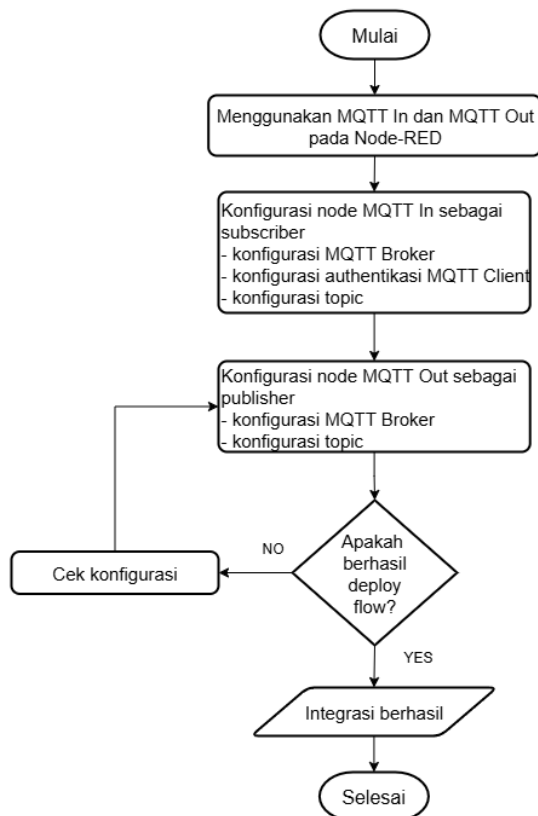 Mulai
Menggunakan MQTT In dan MQTT Out
pada Node-RED
Konfigurasi node MQTT In sebagai
subscriber
- konfigurasi MQTT Broker
- konfigurasi authentikasi MQTT Client
- konfigurasi topic
Konfigurasi node MQTT Out sebagai
publisher
- konfigurasi MQTT Broker
- konfigurasi topic
Apakah
berhasil
deploy
flow?
NO
Cek konfigurasi
YES
Integrasi berhasil
Selesai